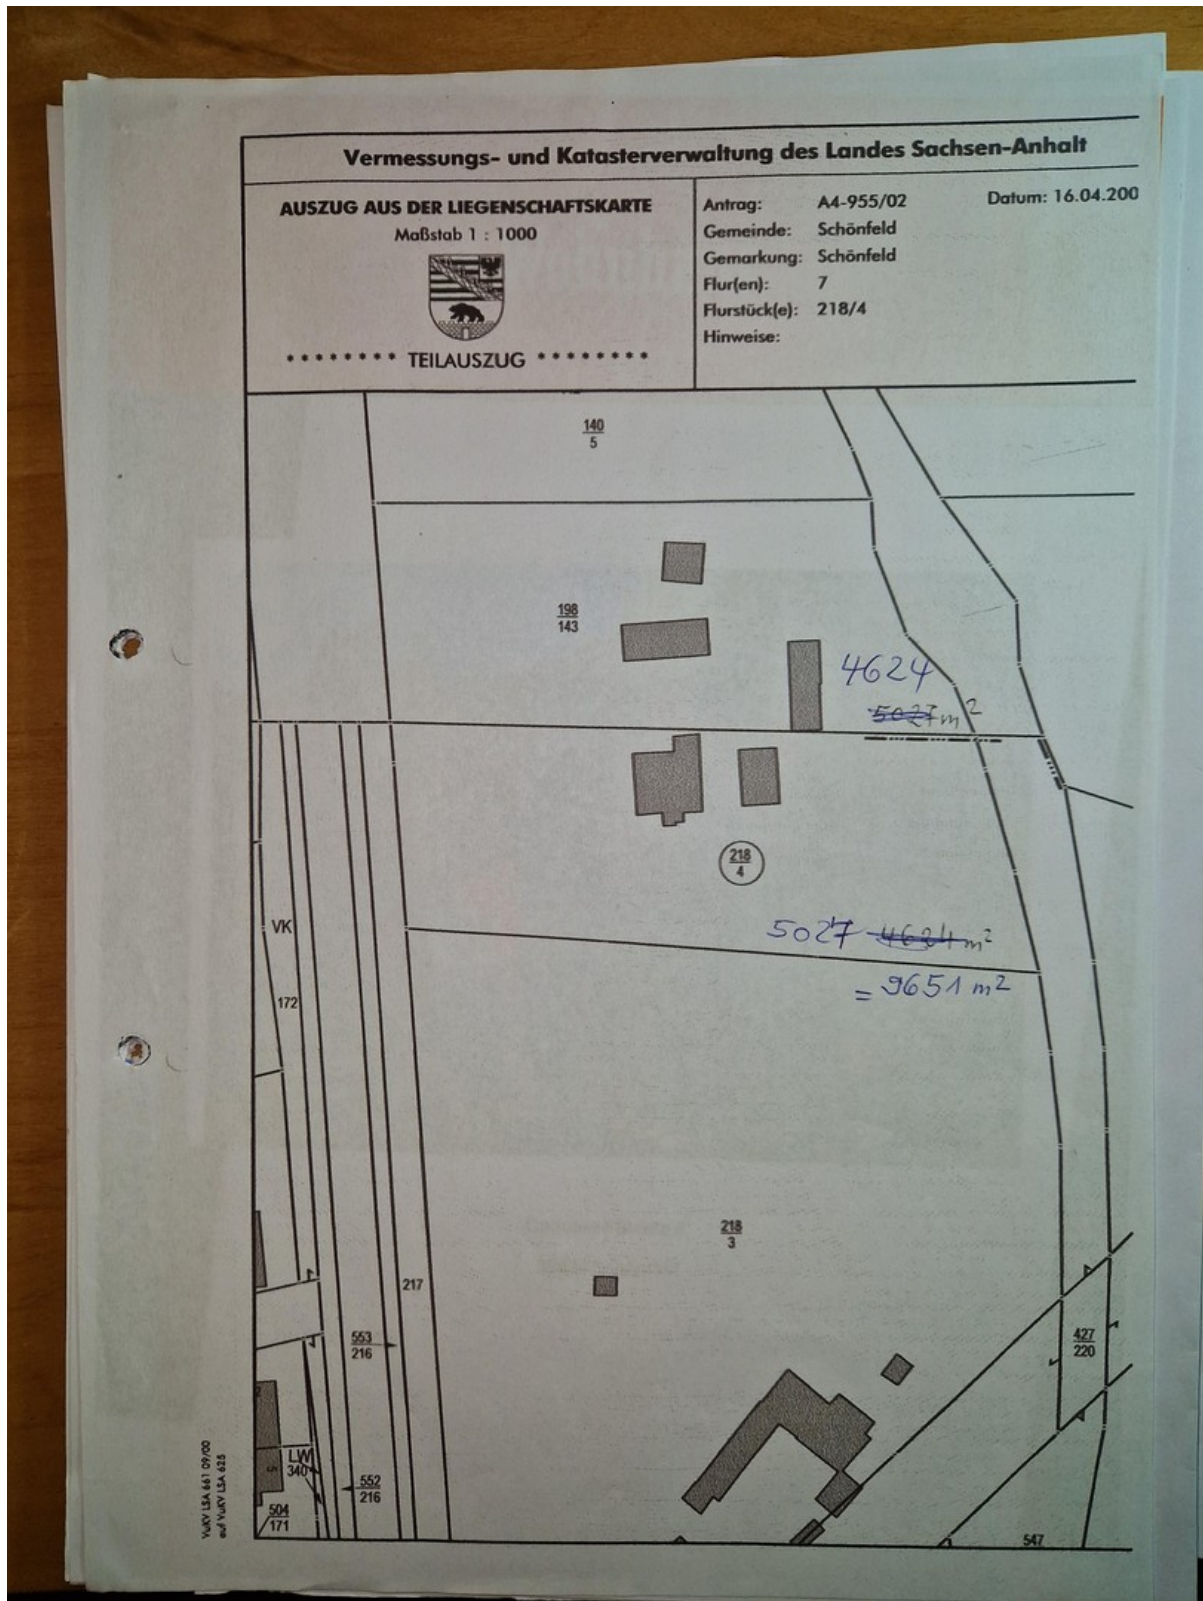 Vermessungs- und Katasterverwaltung des Landes Sachsen-Anhalt
AUSZUG AUS DER LIEGENSCHAFTSKARTE
Maßstab 1 : 1000
******** TEILAUSZUG ********
Antrag: A4-955/02 Datum: 16.04.200
Gemeinde: Schönfeld
Gemarkung: Schönfeld
Flur(en): 7
Flurstück(e): 218/4
Hinweise:
140
5
198
143
4624
5027 m²
218
4
5027 4624 m²
= 9651 m²
VK
172
218
3
217
553
216
427
220
LW
340
552
216
5
504
171
547
VuKV LSA 661 09/00
auf VuKV LSA 625